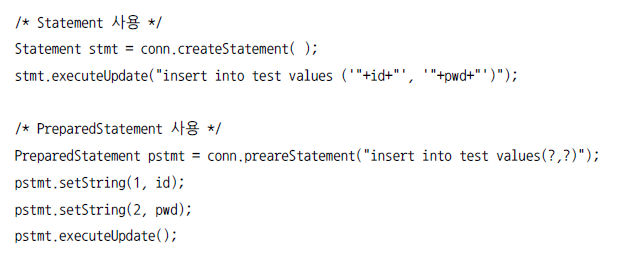 /* Statement 사용 */
Statement stmt = conn.createStatement( );
stmt.executeUpdate("insert into test values ('"+id+"', '"+pwd+"')");
/* PreparedStatement 사용 */
PreparedStatement pstmt = conn.preareStatement("insert into test values(?,?)");
pstmt.setString(1, id);
pstmt.setString(2, pwd);
pstmt.executeUpdate();